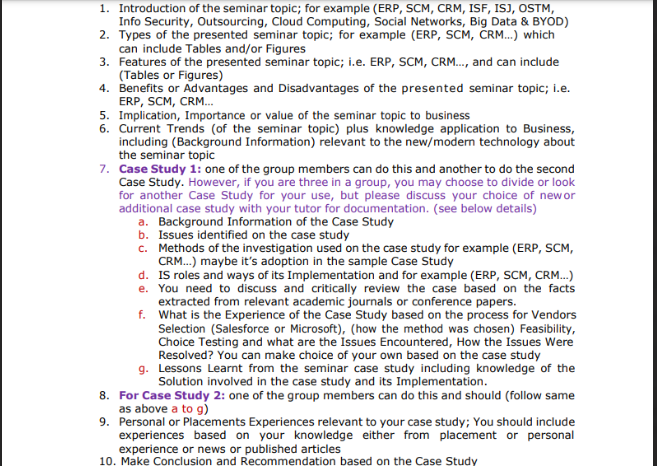 1. Introduction of the seminar topic; for example (ERP, SCM, CRM, ISF, ISJ, OSTM,
Info Security, Outsourcing, Cloud Computing, Social Networks, Big Data & BYOD)
2. Types of the presented seminar topic; for example (ERP, SCM, CRM…) which
can include Tables and/or Figures
3. Features of the presented seminar topic; i.e. ERP, SCM, CRM…, and can include
(Tables or Figures)
4. Benefits or Advantages and Disadvantages of the presented seminar topic; i.e.
ERP, SCM, CRM…
5. Implication, Importance or value of the seminar topic to business
6. Current Trends (of the seminar topic) plus knowledge application to Business,
including (Background Information) relevant to the new/modern technology about
the seminar topic
7. Case Study 1: one of the group members can do this and another to do the second
Case Study. However, if you are three in a group, you may choose to divide or look
for another Case Study for your use, but please discuss your choice of new or
additional case study with your tutor for documentation. (see below details)
a. Background Information of the Case Study
b. Issues identified on the case study
c. Methods of the investigation used on the case study for example (ERP, SCM,
CRM…) maybe it's adoption in the sample Case Study
d. IS roles and ways of its Implementation and for example (ERP, SCM, CRM…)
e. You need to discuss and critically review the case based on the facts
extracted from relevant academic journals or conference papers.
f. What is the Experience of the Case Study based on the process for Vendors
Selection (Salesforce or Microsoft), (how the method was chosen) Feasibility,
Choice Testing and what are the Issues Encountered, How the Issues Were
Resolved? You can make choice of your own based on the case study
g. Lessons Learnt from the seminar case study including knowledge of the
Solution involved in the case study and its Implementation.
8. For Case Study 2: one of the group members can do this and should (follow same
as above a to g)
9. Personal or Placements Experiences relevant to your case study; You should include
experiences based on your knowledge either from placement or personal
experience or news or published articles
10. Make Conclusion and Recommendation based on the Case Study